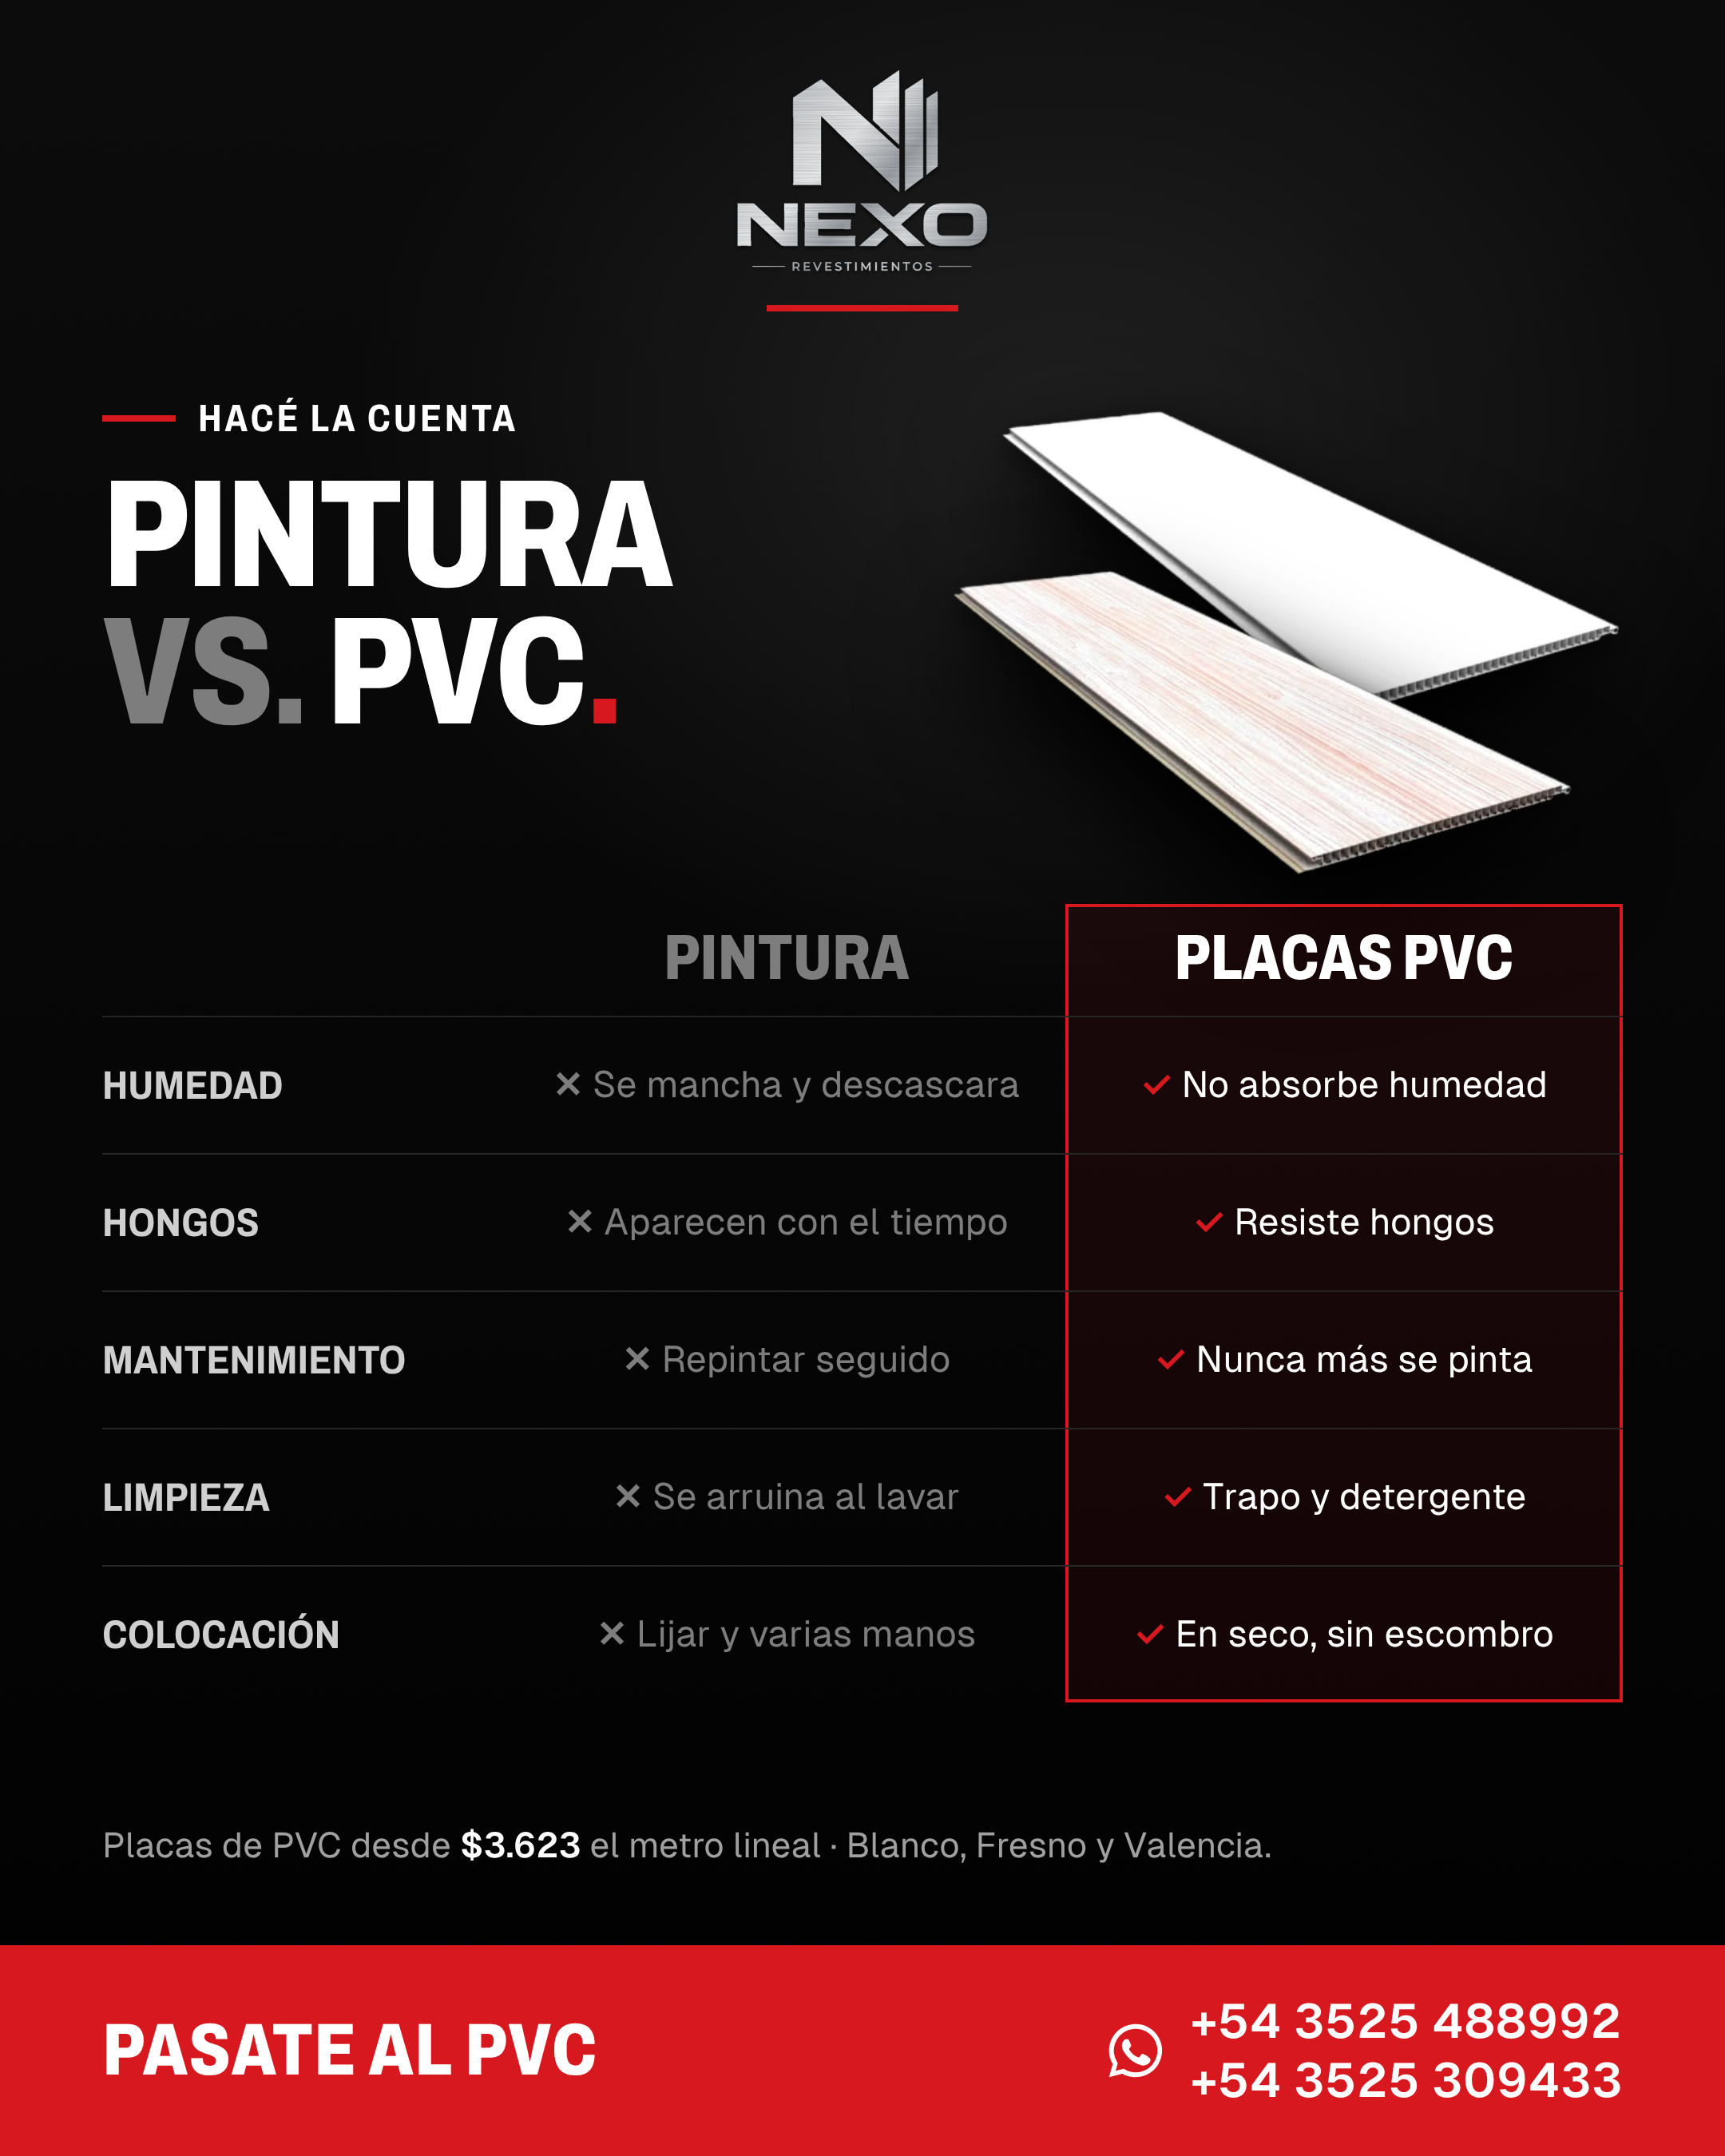 NEXO
REVESTIMIENTOS
HACÉ LA CUENTA
PINTURA
VS. PVC.
PINTURA PLACAS PVC
HUMEDAD ✕ Se mancha y descascara ✓ No absorbe humedad
HONGOS ✕ Aparecen con el tiempo ✓ Resiste hongos
MANTENIMIENTO ✕ Repintar seguido ✓ Nunca más se pinta
LIMPIEZA ✕ Se arruina al lavar ✓ Trapo y detergente
COLOCACIÓN ✕ Lijar y varias manos ✓ En seco, sin escombro
Placas de PVC desde $3.623 el metro lineal · Blanco, Fresno y Valencia.
PASATE AL PVC
+54 3525 488992
+54 3525 309433